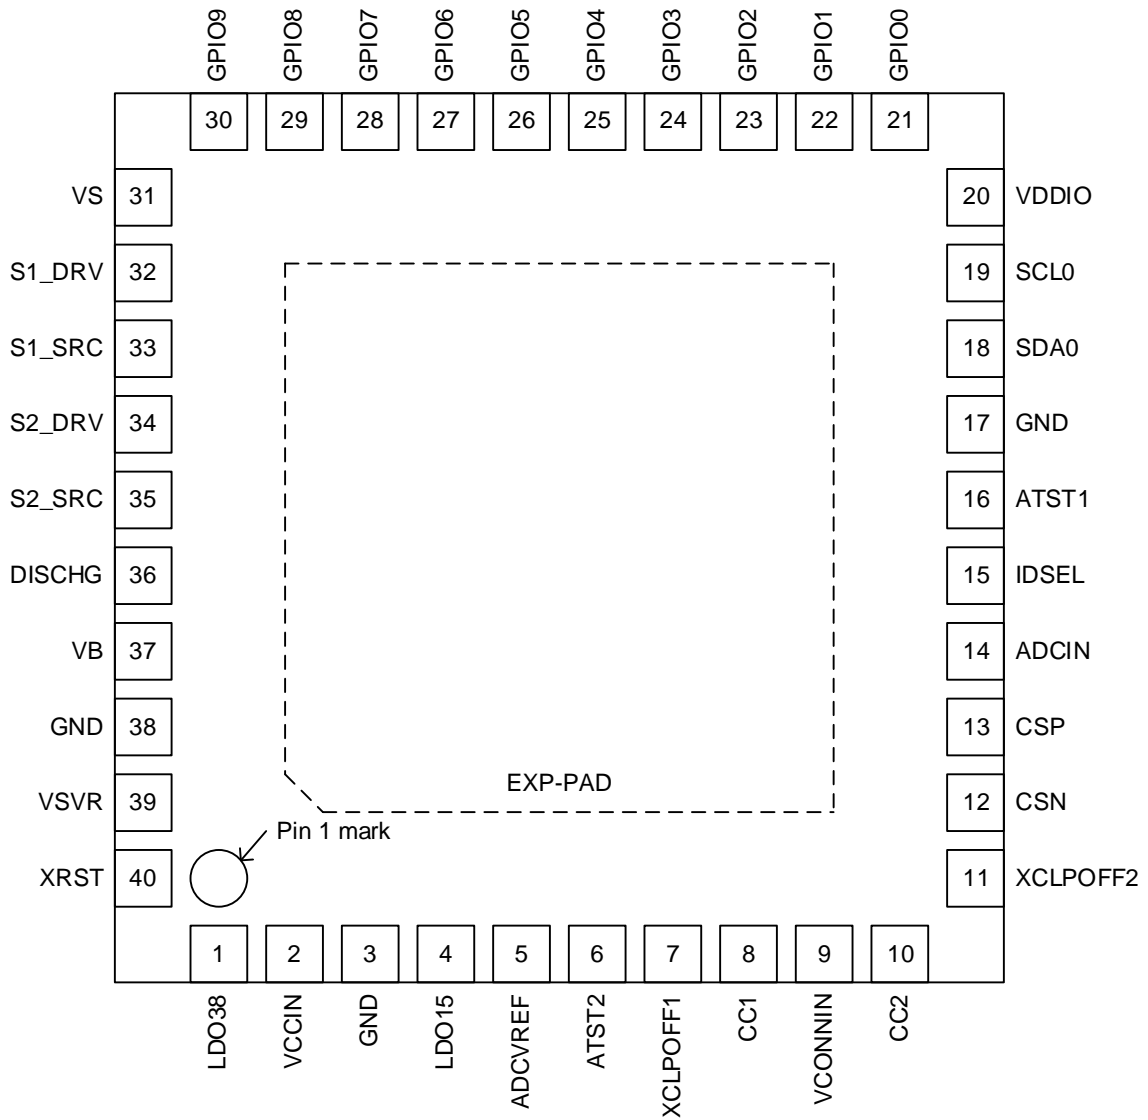 GPIO9 GPIO8 GPIO7 GPIO6 GPIO5 GPIO4 GPIO3 GPIO2 GPIO1 GPIO0
30 29 28 27 26 25 24 23 22 21
VS 31 20 VDDIO
S1_DRV 32 19 SCL0
S1_SRC 33 18 SDA0
S2_DRV 34 17 GND
S2_SRC 35 16 ATST1
DISCHG 36 15 IDSEL
VB 37 14 ADCIN
GND 38 13 CSP
EXP-PAD
VSVR 39 12 CSN
Pin 1 mark
XRST 40 11 XCLPOFF2
1 2 3 4 5 6 7 8 9 10
LDO38 VCCIN GND LDO15 ADCVREF ATST2 XCLPOFF1 CC1 VCONNIN CC2